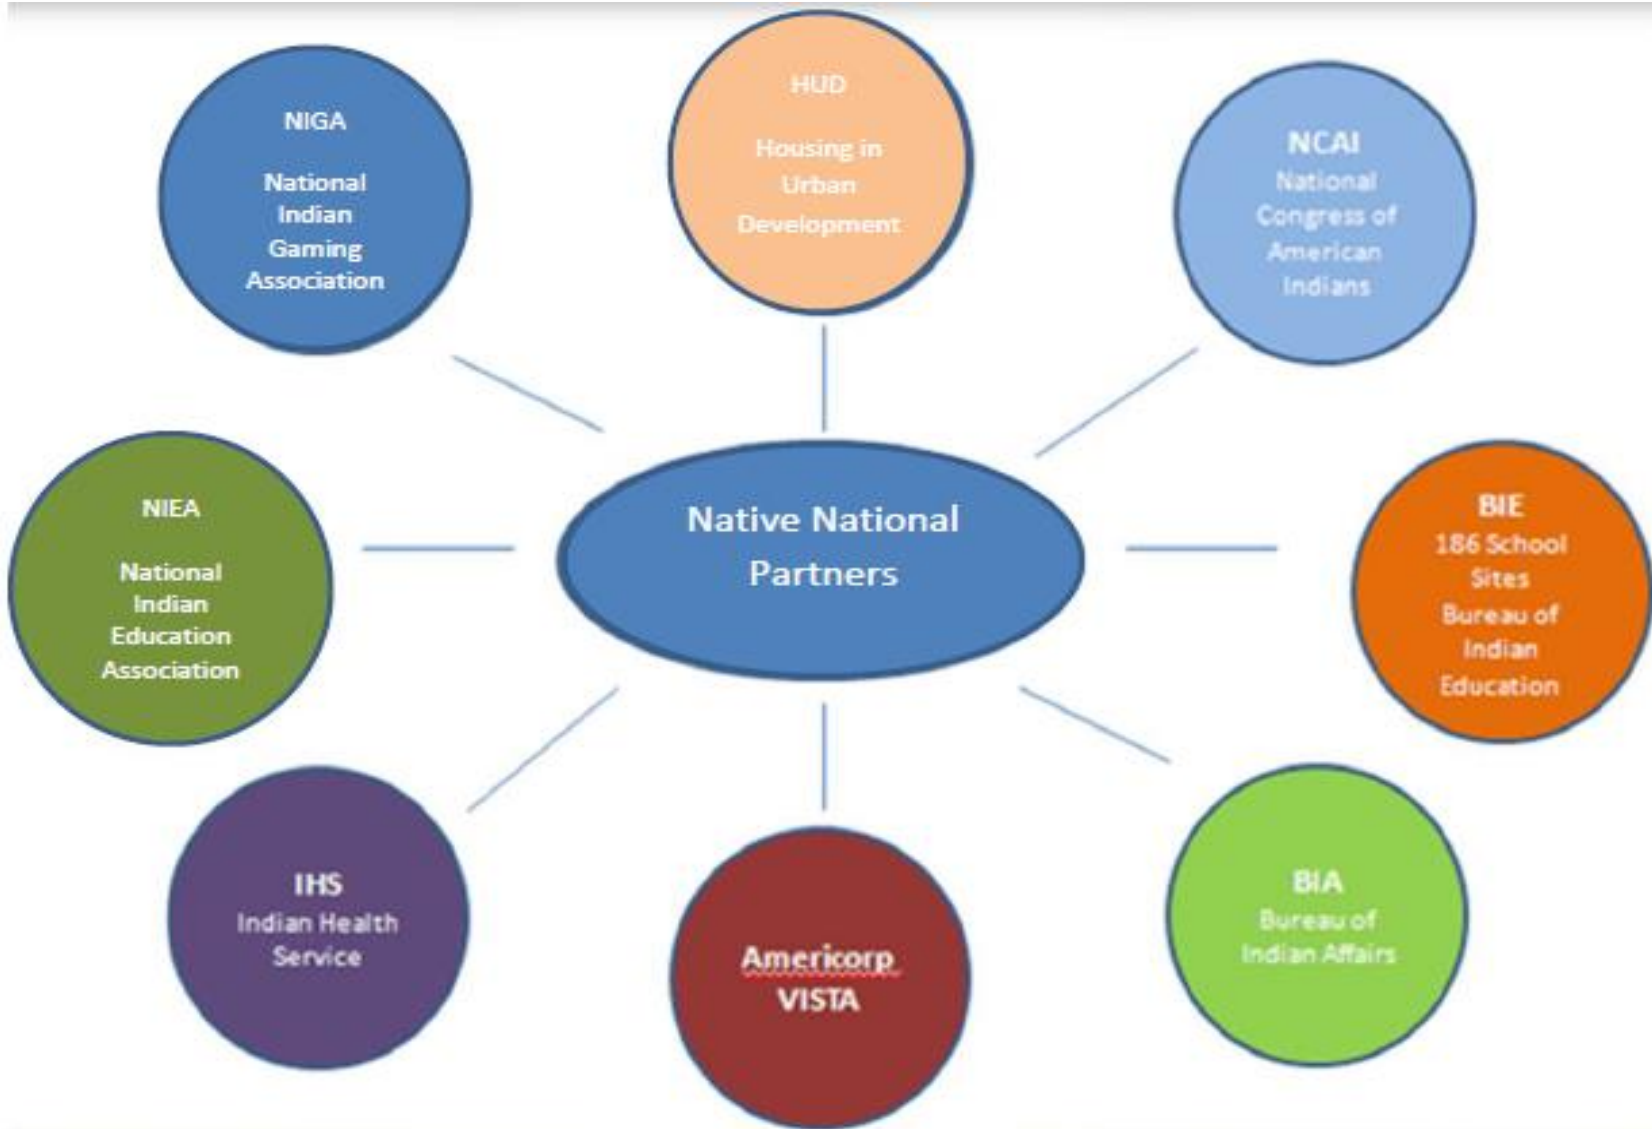 NIGA
National
Indian
Gaming
Association
HUD
Housing in
Urban
Development
NCAI
National
Congress of
American
Indians
NIEA
National
Indian
Education
Association
Native National
Partners
BIE
186 School
Sites
Bureau of
Indian
Education
IHS
Indian Health
Service
Americorp
VISTA
BIA
Bureau of
Indian Affairs